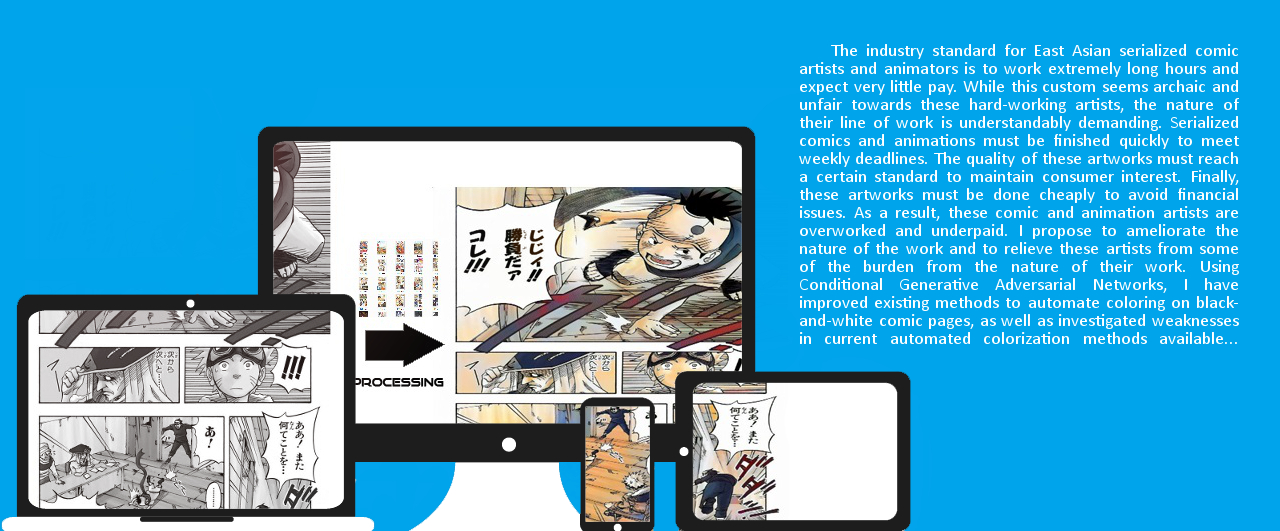 The industry standard for East Asian serialized comic
artists and animators is to work extremely long hours and
expect very little pay. While this custom seems archaic and
unfair towards these hard-working artists, the nature of
their line of work is understandably demanding. Serialized
comics and animations must be finished quickly to meet
weekly deadlines. The quality of these artworks must reach
a certain standard to maintain consumer interest. Finally,
these artworks must be done cheaply to avoid financial
issues. As a result, these comic and animation artists are
overworked and underpaid. I propose to ameliorate the
nature of the work and to relieve these artists from some
of the burden from the nature of their work. Using
Conditional Generative Adversarial Networks, I have
improved existing methods to automate coloring on black-
and-white comic pages, as well as investigated weaknesses
in current automated colorization methods available...
じじィ!!
勝負だァ
コレ!!!
PROCESSING
次から
次へと…
!!!
次から
次へと…
あ!
ああ!また
何てことを…
ああ!また
何てことを…